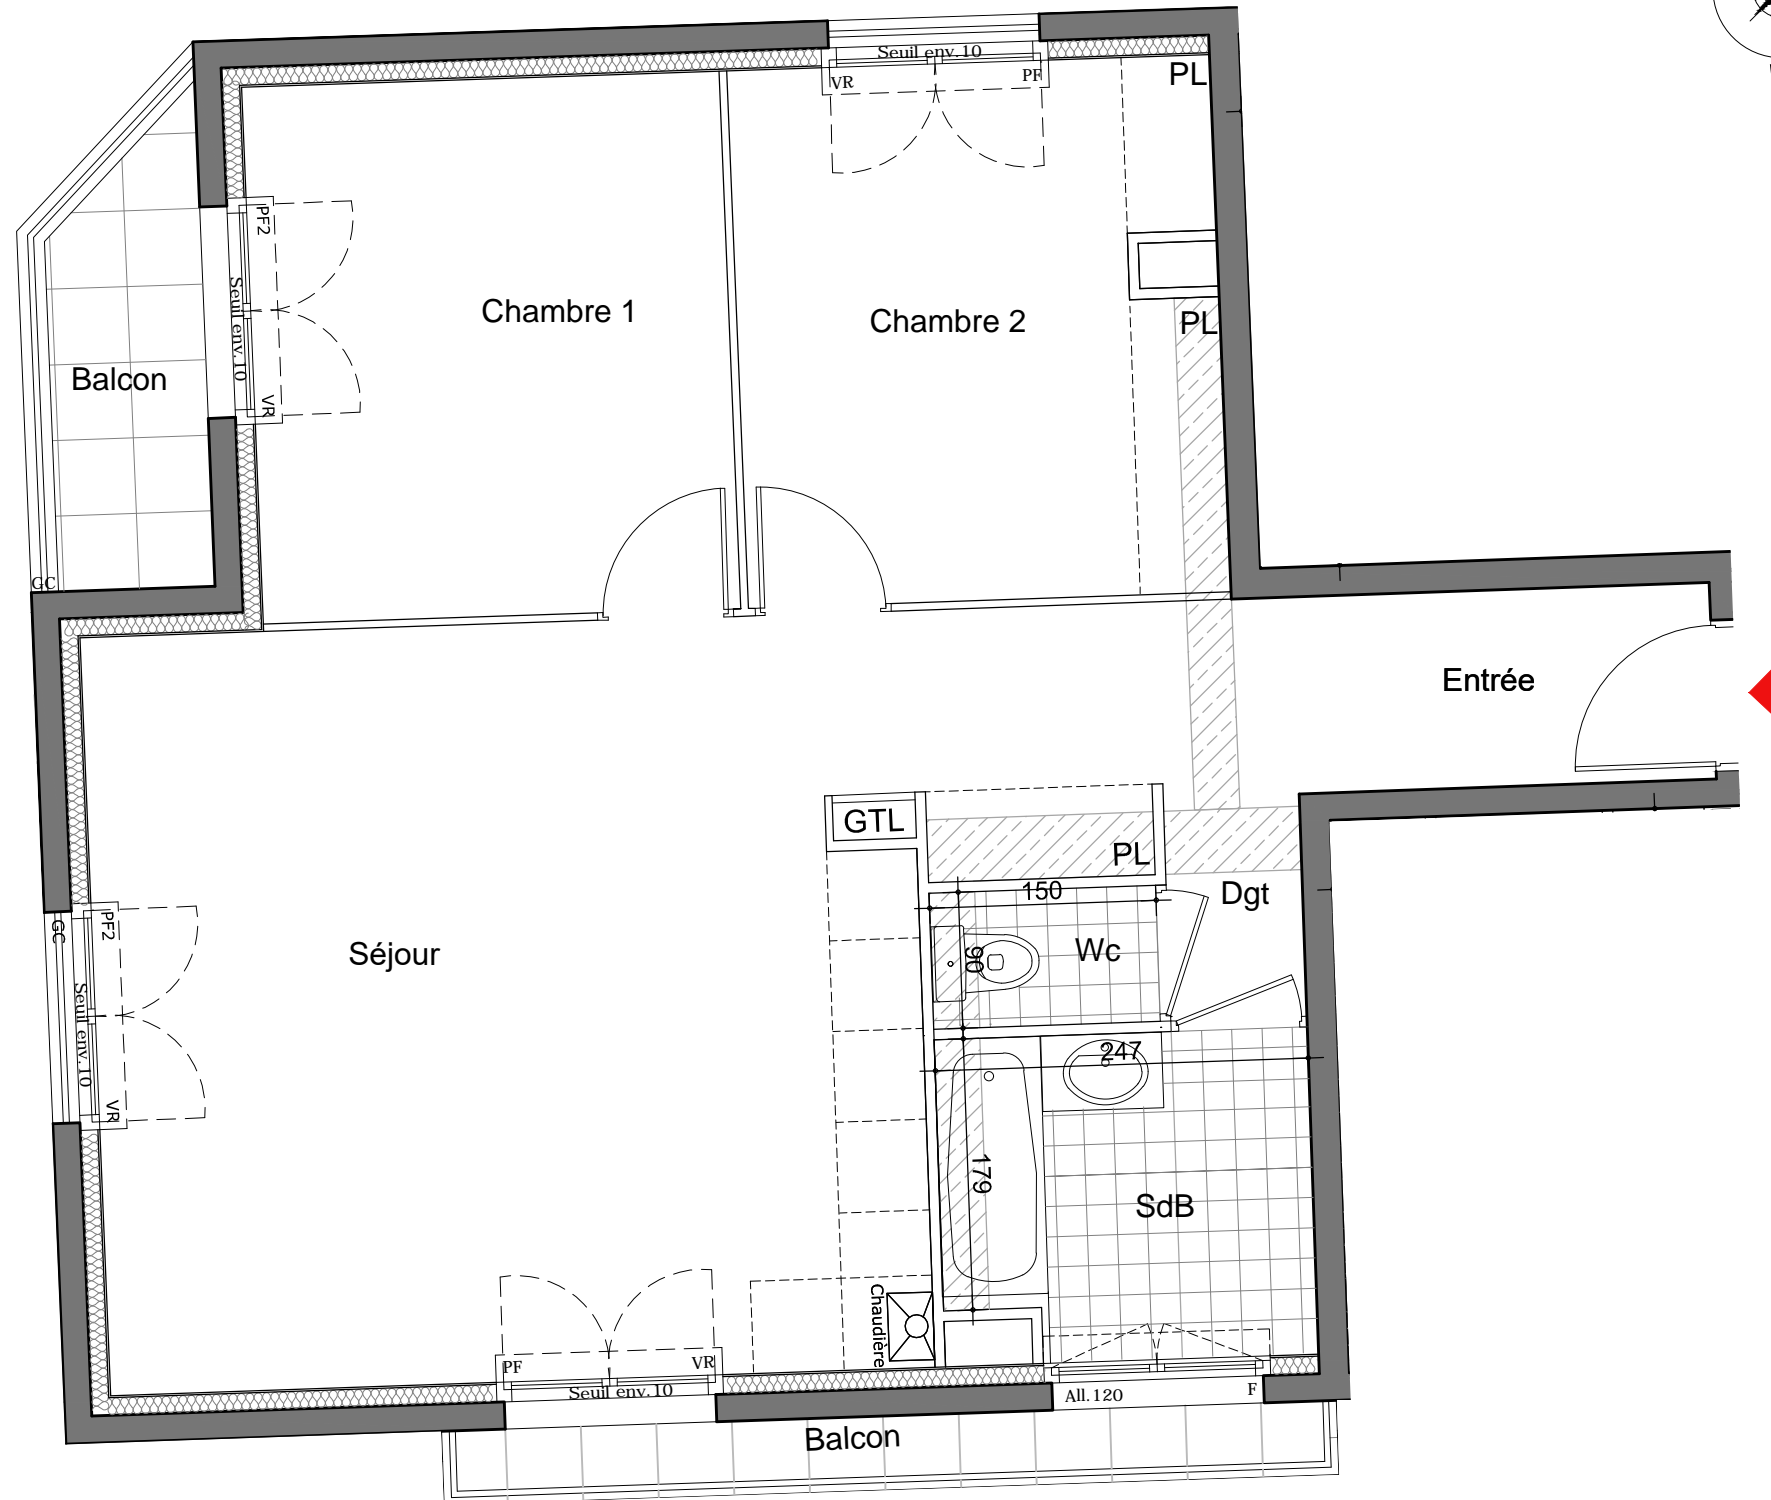 Seuil env.10
VR
PF
PL
PF2
Seuil env.10
VR
Chambre 1
Chambre 2
PL
Balcon
GC
Entrée
GTL
PL
Dgt
150
90
Wc
GC
PF2
Seuil env.10
VR
Séjour
247
179
SdB
Chaudière
PF
VR
Seuil env.10
All.120
F
Balcon